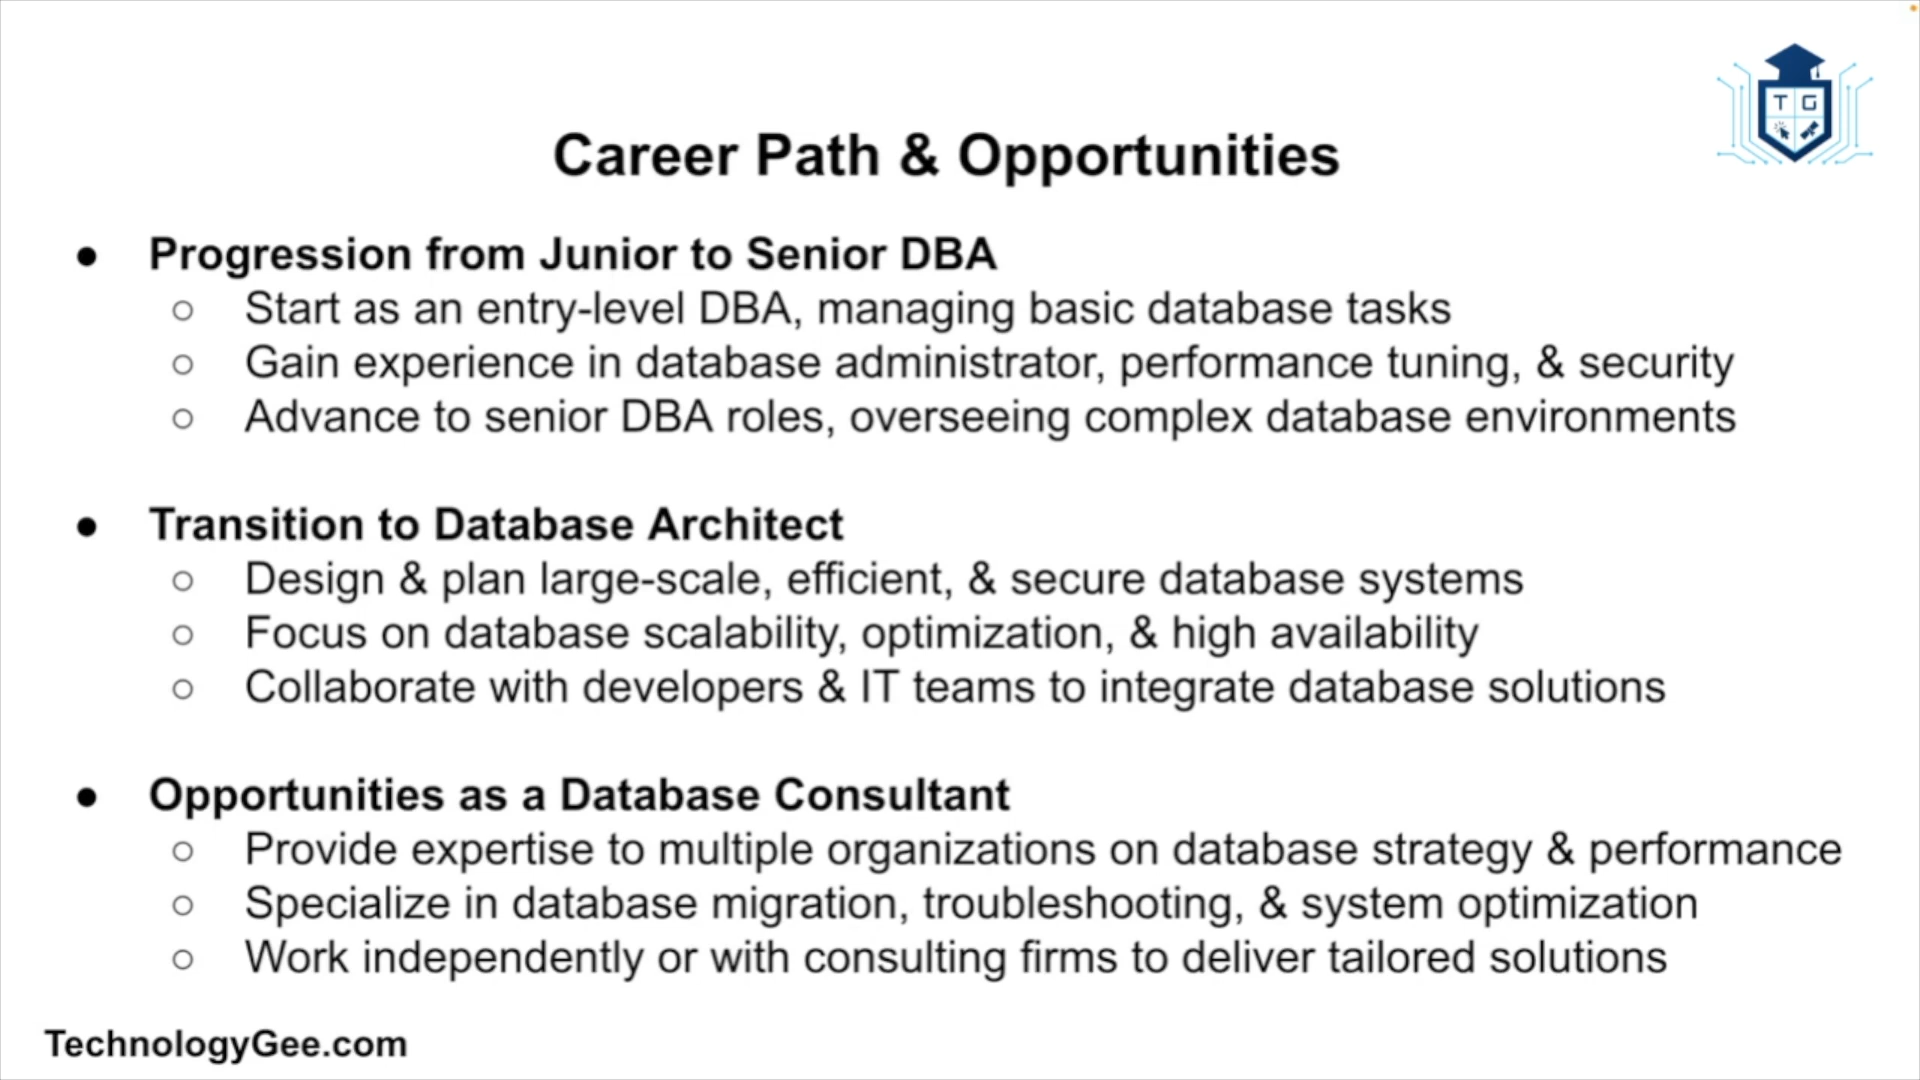 T G
Career Path & Opportunities
● Progression from Junior to Senior DBA
○ Start as an entry-level DBA, managing basic database tasks
○ Gain experience in database administrator, performance tuning, & security
○ Advance to senior DBA roles, overseeing complex database environments
● Transition to Database Architect
○ Design & plan large-scale, efficient, & secure database systems
○ Focus on database scalability, optimization, & high availability
○ Collaborate with developers & IT teams to integrate database solutions
● Opportunities as a Database Consultant
○ Provide expertise to multiple organizations on database strategy & performance
○ Specialize in database migration, troubleshooting, & system optimization
○ Work independently or with consulting firms to deliver tailored solutions
TechnologyGee.com